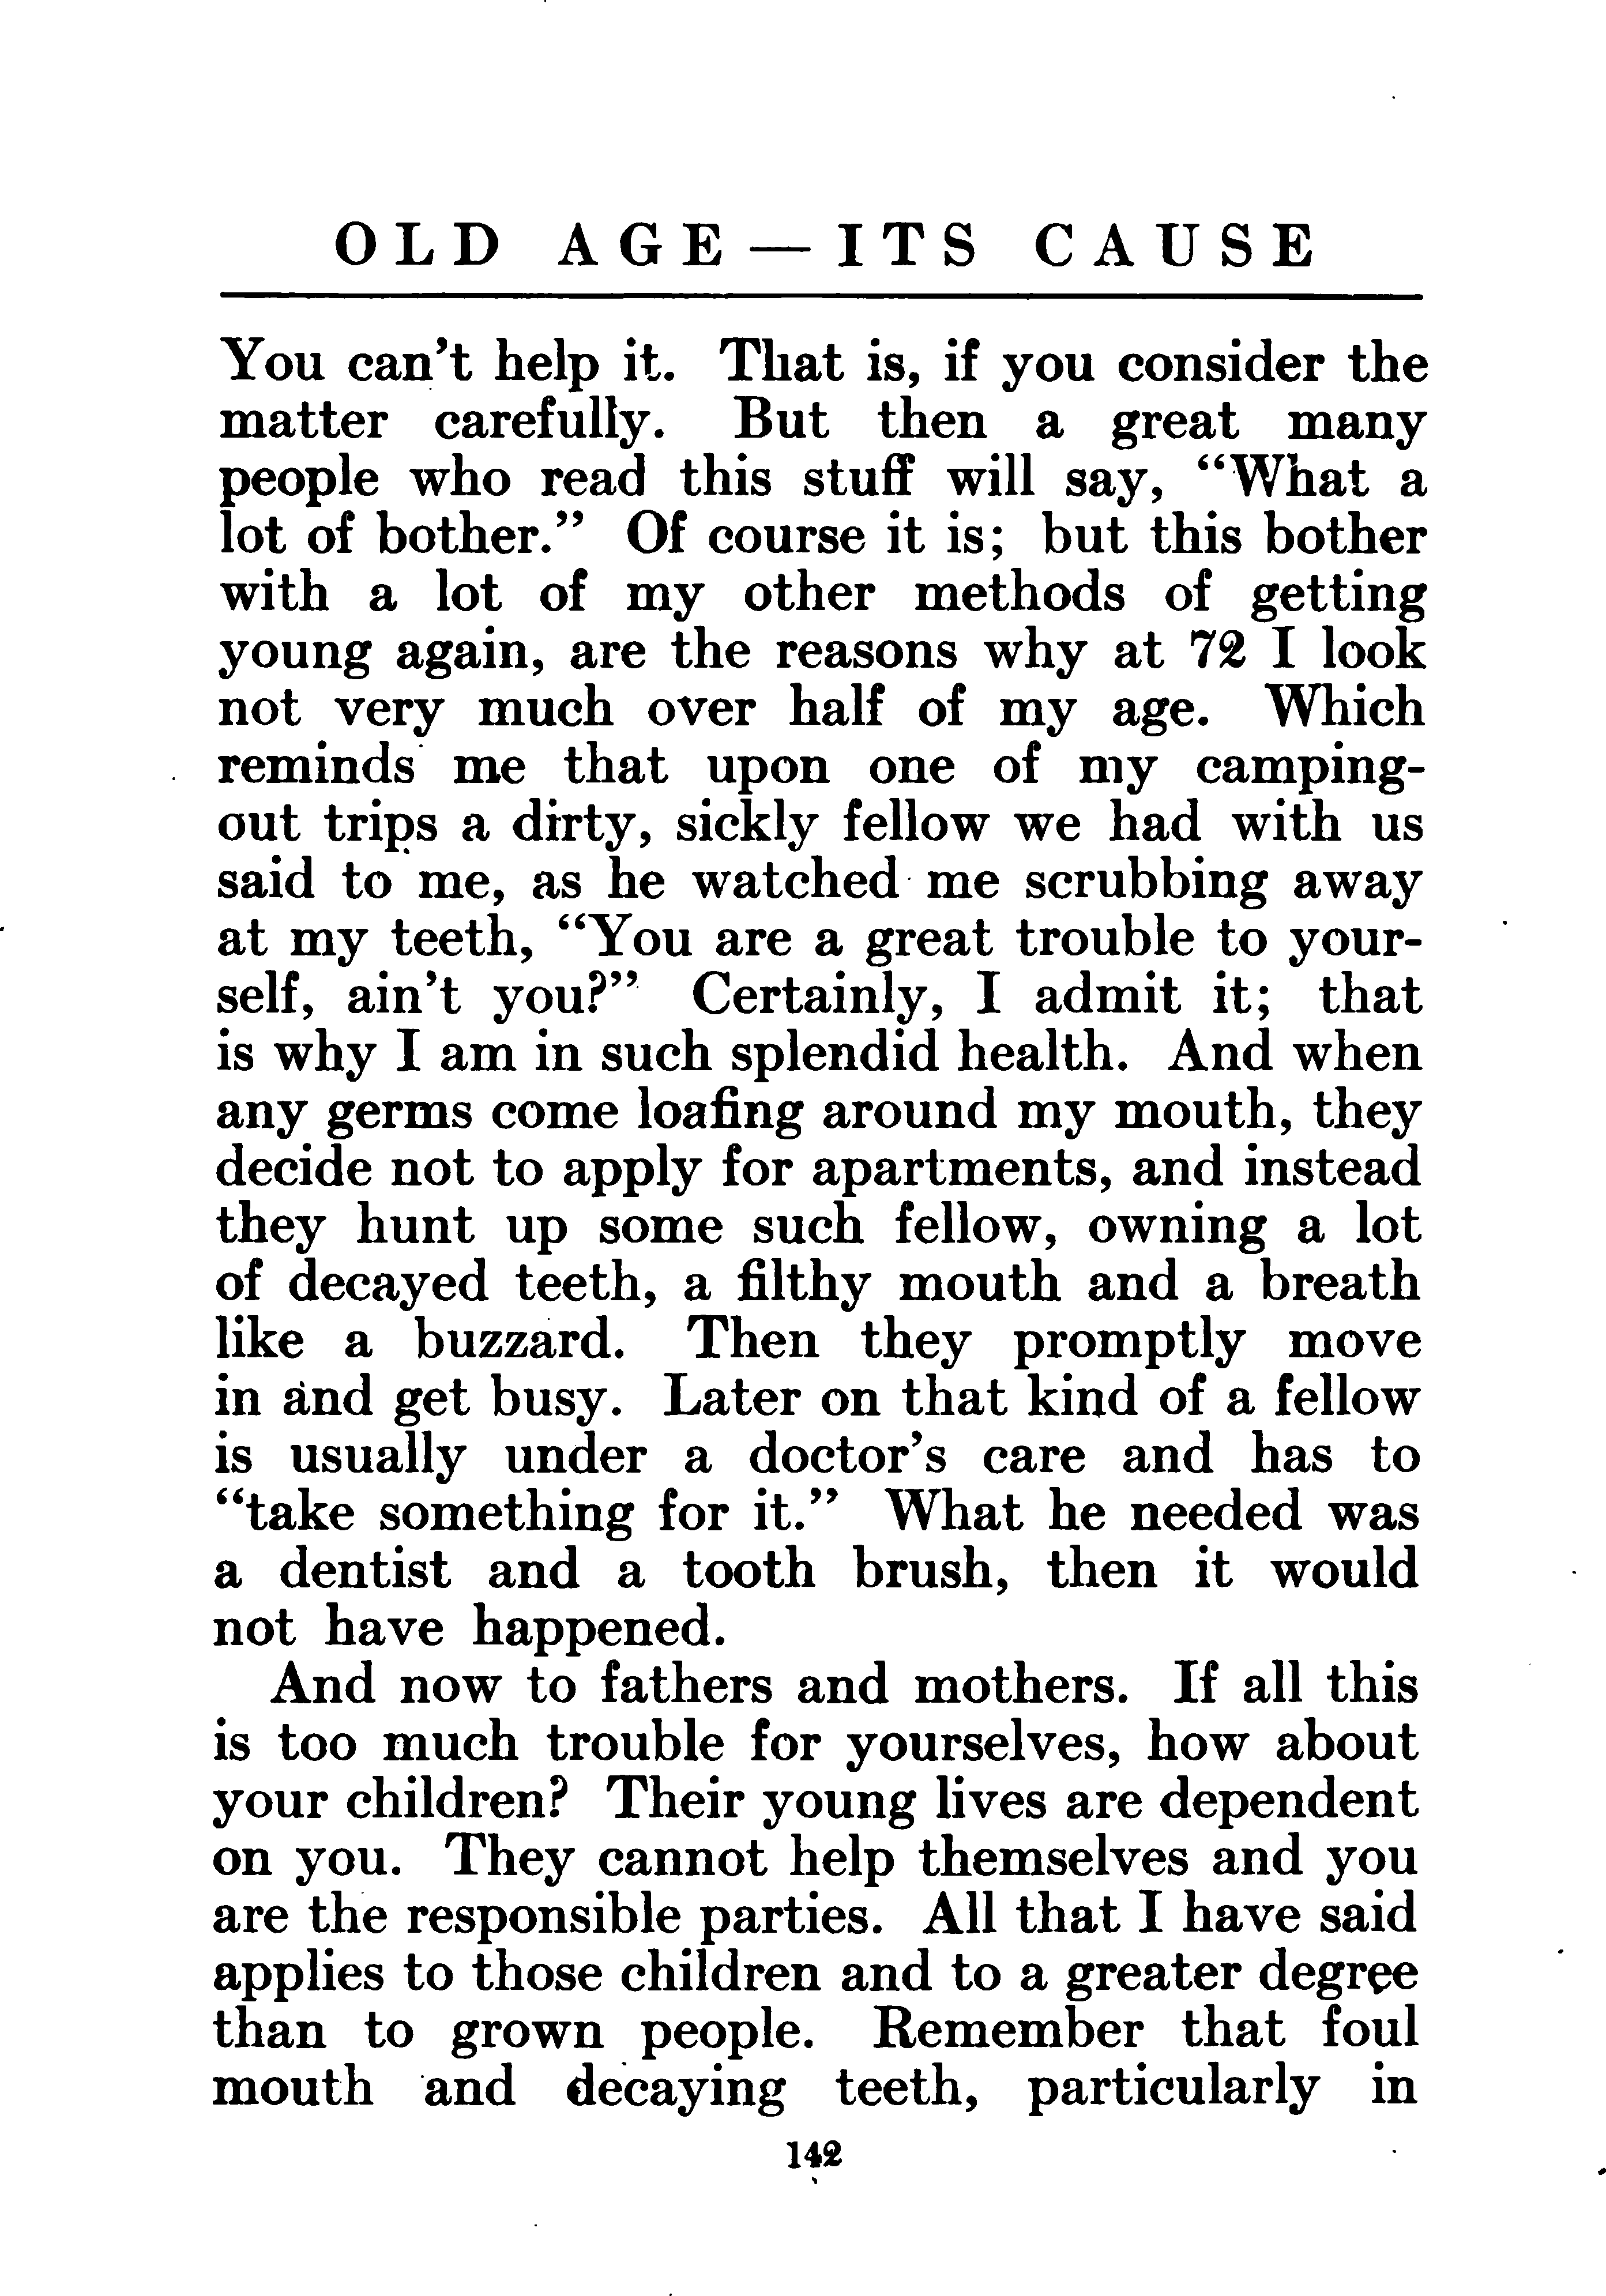 OLD AGE—ITS CAUSE
You can't help it. That is, if you consider the
matter carefully. But then a great many
people who read this stuff will say, "What a
lot of bother." Of course it is; but this bother
with a lot of my other methods of getting
young again, are the reasons why at 72 I look
not very much over half of my age. Which
reminds me that upon one of my camping-
out trips a dirty, sickly fellow we had with us
said to me, as he watched me scrubbing away
at my teeth, "You are a great trouble to your-
self, ain't you?" Certainly, I admit it; that
is why I am in such splendid health. And when
any germs come loafing around my mouth, they
decide not to apply for apartments, and instead
they hunt up some such fellow, owning a lot
of decayed teeth, a filthy mouth and a breath
like a buzzard. Then they promptly move
in and get busy. Later on that kind of a fellow
is usually under a doctor's care and has to
"take something for it." What he needed was
a dentist and a tooth brush, then it would
not have happened.
And now to fathers and mothers. If all this
is too much trouble for yourselves, how about
your children? Their young lives are dependent
on you. They cannot help themselves and you
are the responsible parties. All that I have said
applies to those children and to a greater degree
than to grown people. Remember that foul
mouth and decaying teeth, particularly in
142